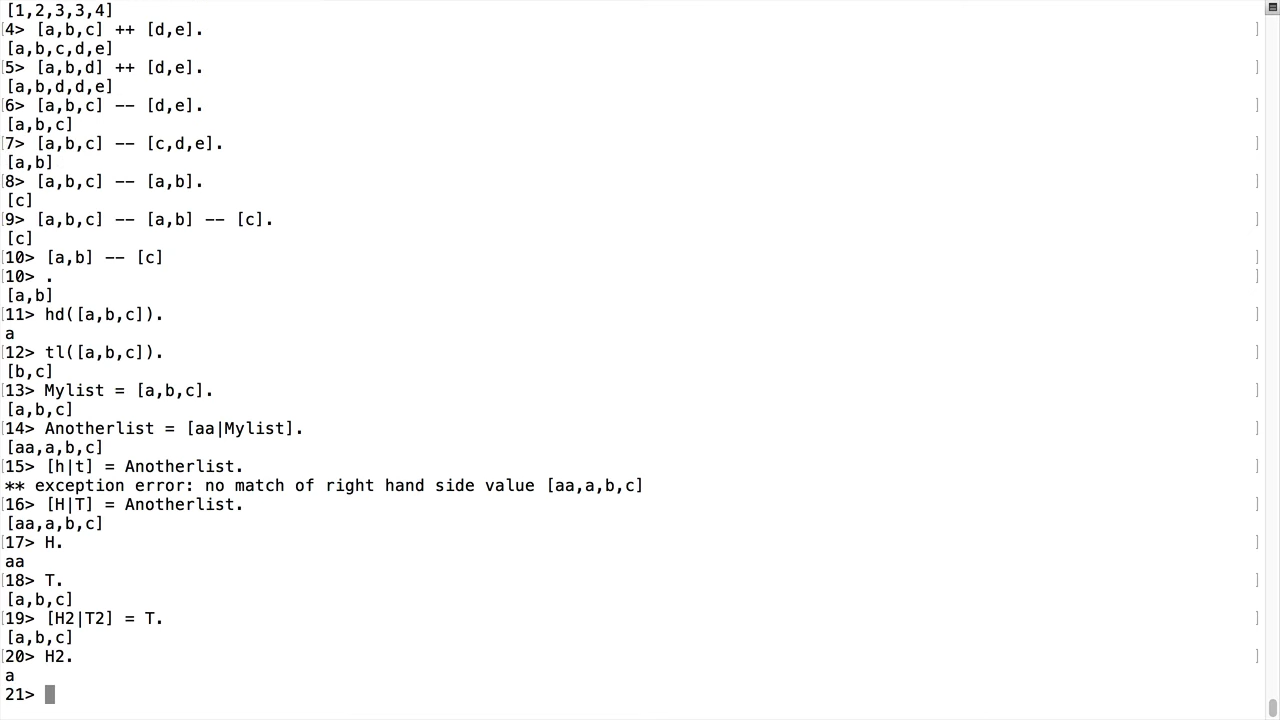 [1,2,3,3,4]
[4> [a,b,c] ++ [d,e]. ]
[a,b,c,d,e]
[5> [a,b,d] ++ [d,e]. ]
[a,b,d,d,e]
[6> [a,b,c] -- [d,e]. ]
[a,b,c]
[7> [a,b,c] -- [c,d,e]. ]
[a,b]
[8> [a,b,c] -- [a,b]. ]
[c]
[9> [a,b,c] -- [a,b] -- [c]. ]
[c]
[10> [a,b] -- [c] ]
[10> . ]
[a,b]
[11> hd([a,b,c]). ]
a
[12> tl([a,b,c]). ]
[b,c]
[13> Mylist = [a,b,c]. ]
[a,b,c]
[14> Anotherlist = [aa|Mylist]. ]
[aa,a,b,c]
[15> [h|t] = Anotherlist. ]
** exception error: no match of right hand side value [aa,a,b,c]
[16> [H|T] = Anotherlist. ]
[aa,a,b,c]
[17> H. ]
aa
[18> T. ]
[a,b,c]
[19> [H2|T2] = T. ]
[a,b,c]
[20> H2. ]
a
21>